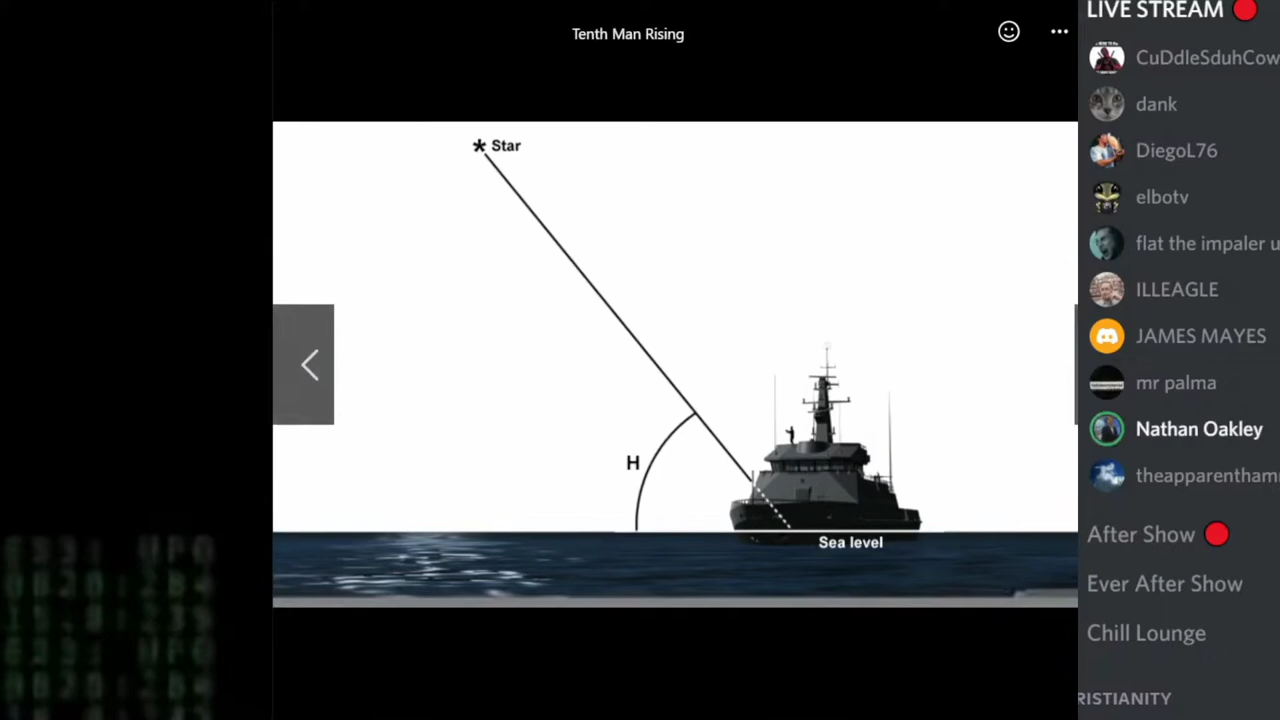 Tenth Man Rising
* Star
H
Sea level
LIVE STREAM
CuDdleSduhCow
dank
DiegoL76
elbotv
flat the impaler u
ILLEAGLE
JAMES MAYES
mr palma
Nathan Oakley
theapparentham
After Show
Ever After Show
Chill Lounge
RISTIANITY